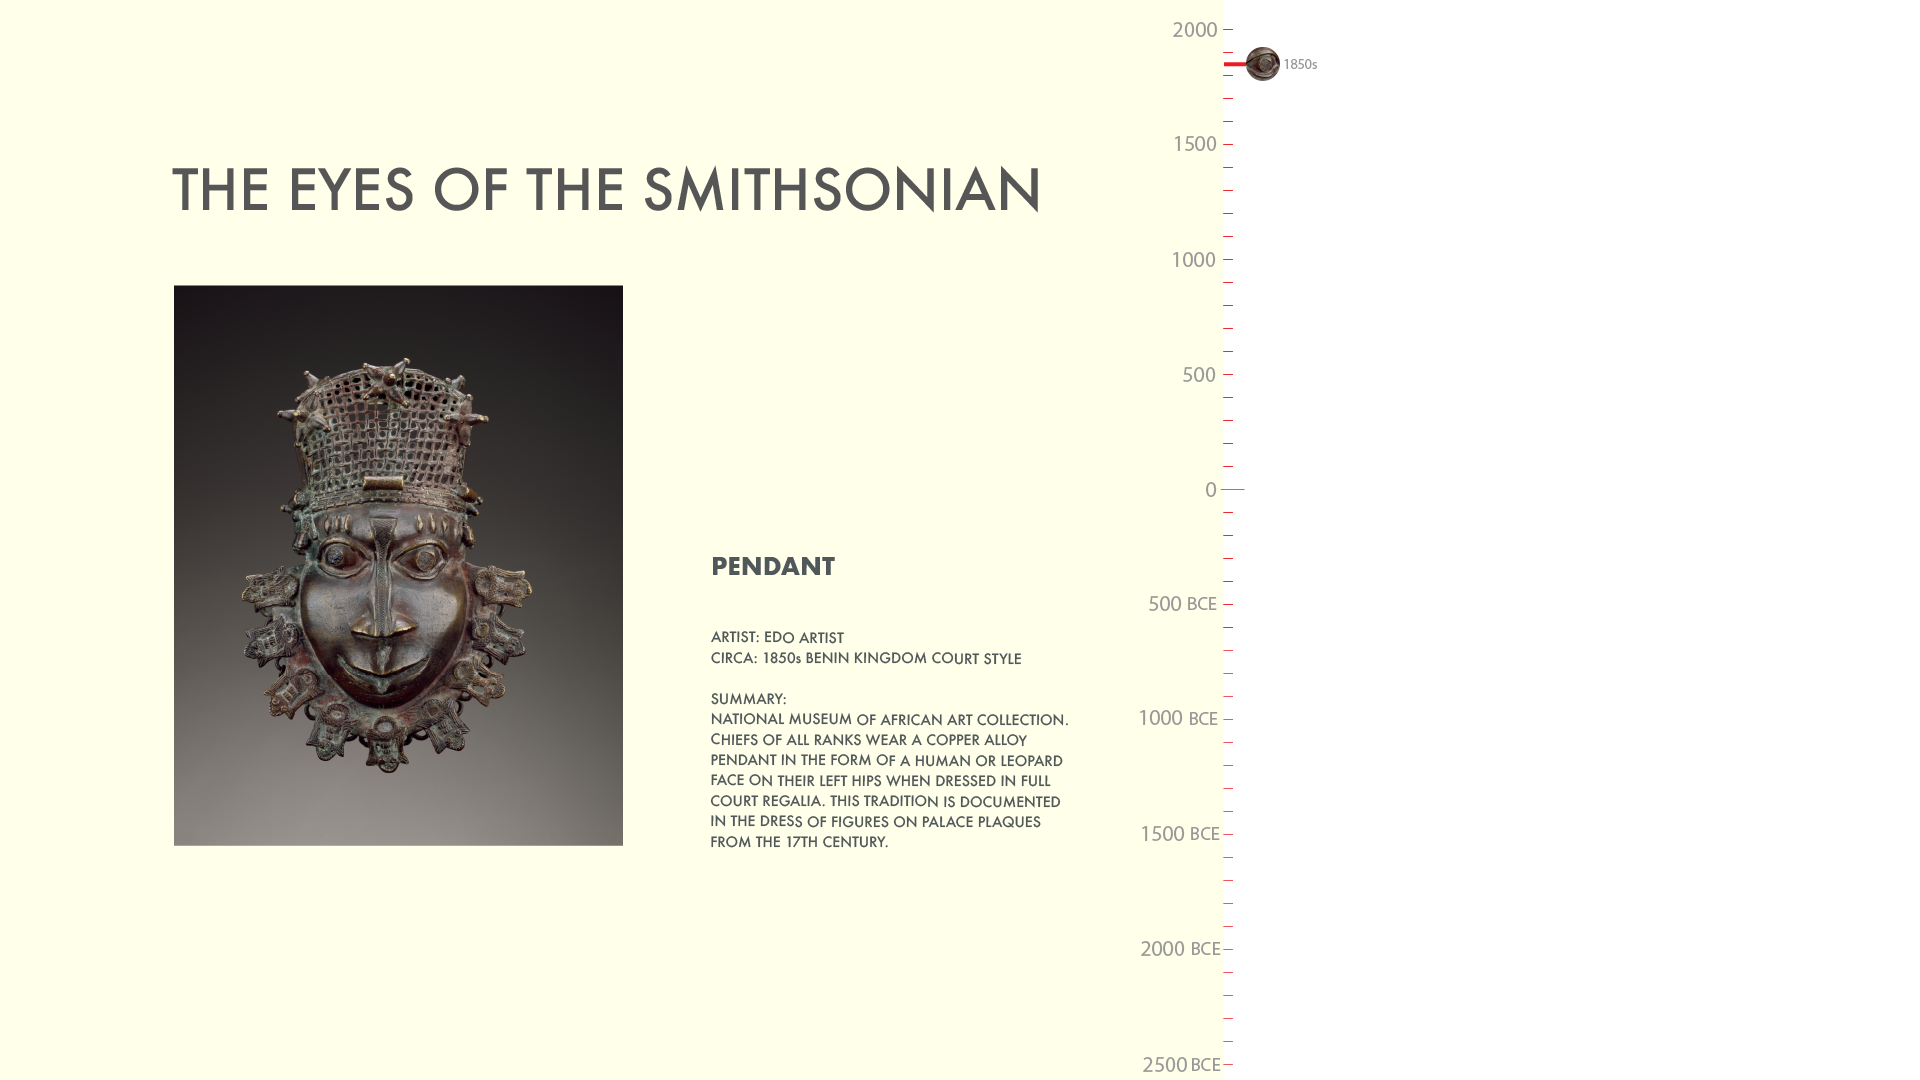 THE EYES OF THE SMITHSONIAN
PENDANT
ARTIST: EDO ARTIST
CIRCA: 1850s BENIN KINGDOM COURT STYLE
SUMMARY:
NATIONAL MUSEUM OF AFRICAN ART COLLECTION.
CHIEFS OF ALL RANKS WEAR A COPPER ALLOY
PENDANT IN THE FORM OF A HUMAN OR LEOPARD
FACE ON THEIR LEFT HIPS WHEN DRESSED IN FULL
COURT REGALIA. THIS TRADITION IS DOCUMENTED
IN THE DRESS OF FIGURES ON PALACE PLAQUES
FROM THE 17TH CENTURY.
2000
1850s
1500
1000
500
0
500 BCE
1000 BCE
1500 BCE
2000 BCE
2500 BCE